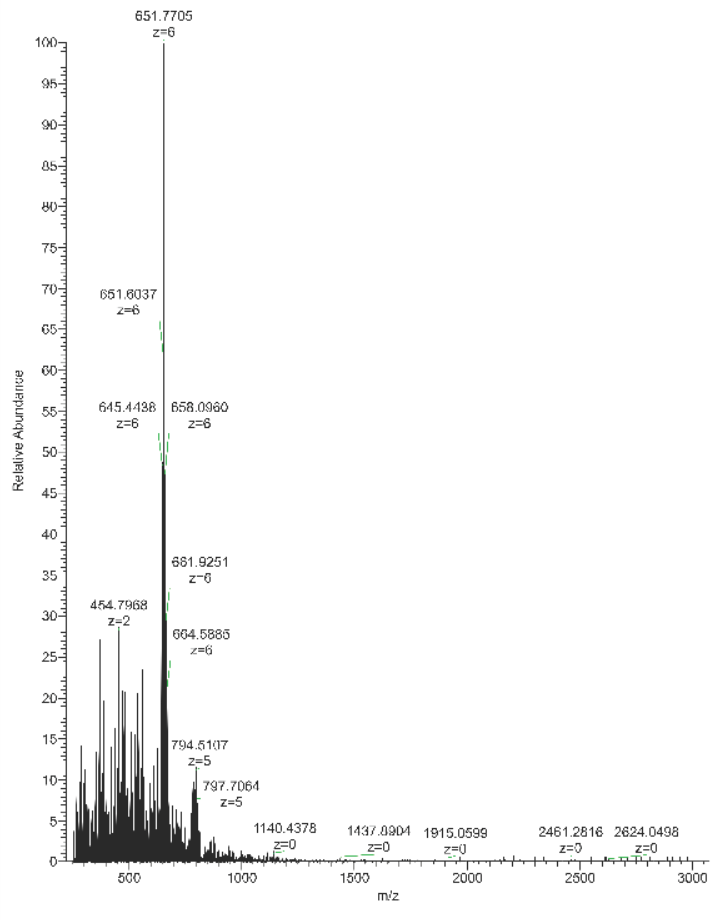 651.7705
z=6
100
95
90
85
80
75
70
651.6037
z=6
65
60
55
645.4438
z=6
658.0960
z=6
50
45
40
681.9251
z=6
35
454.7968
z=2
30
664.5885
z=6
25
20
15
794.5107
z=5
10
797.7064
z=5
5
1140.4378
z=0
1437.8904
z=0
1915.0599
z=0
2461.2816
z=0
2624.0498
z=0
0
500
1000
1500
2000
2500
3000
m/z
Relative Abundance